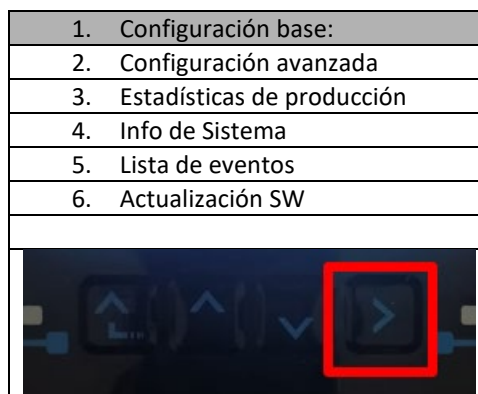 1. Configuración base:
2. Configuración avanzada
3. Estadísticas de producción
4. Info de Sistema
5. Lista de eventos
6. Actualización SW